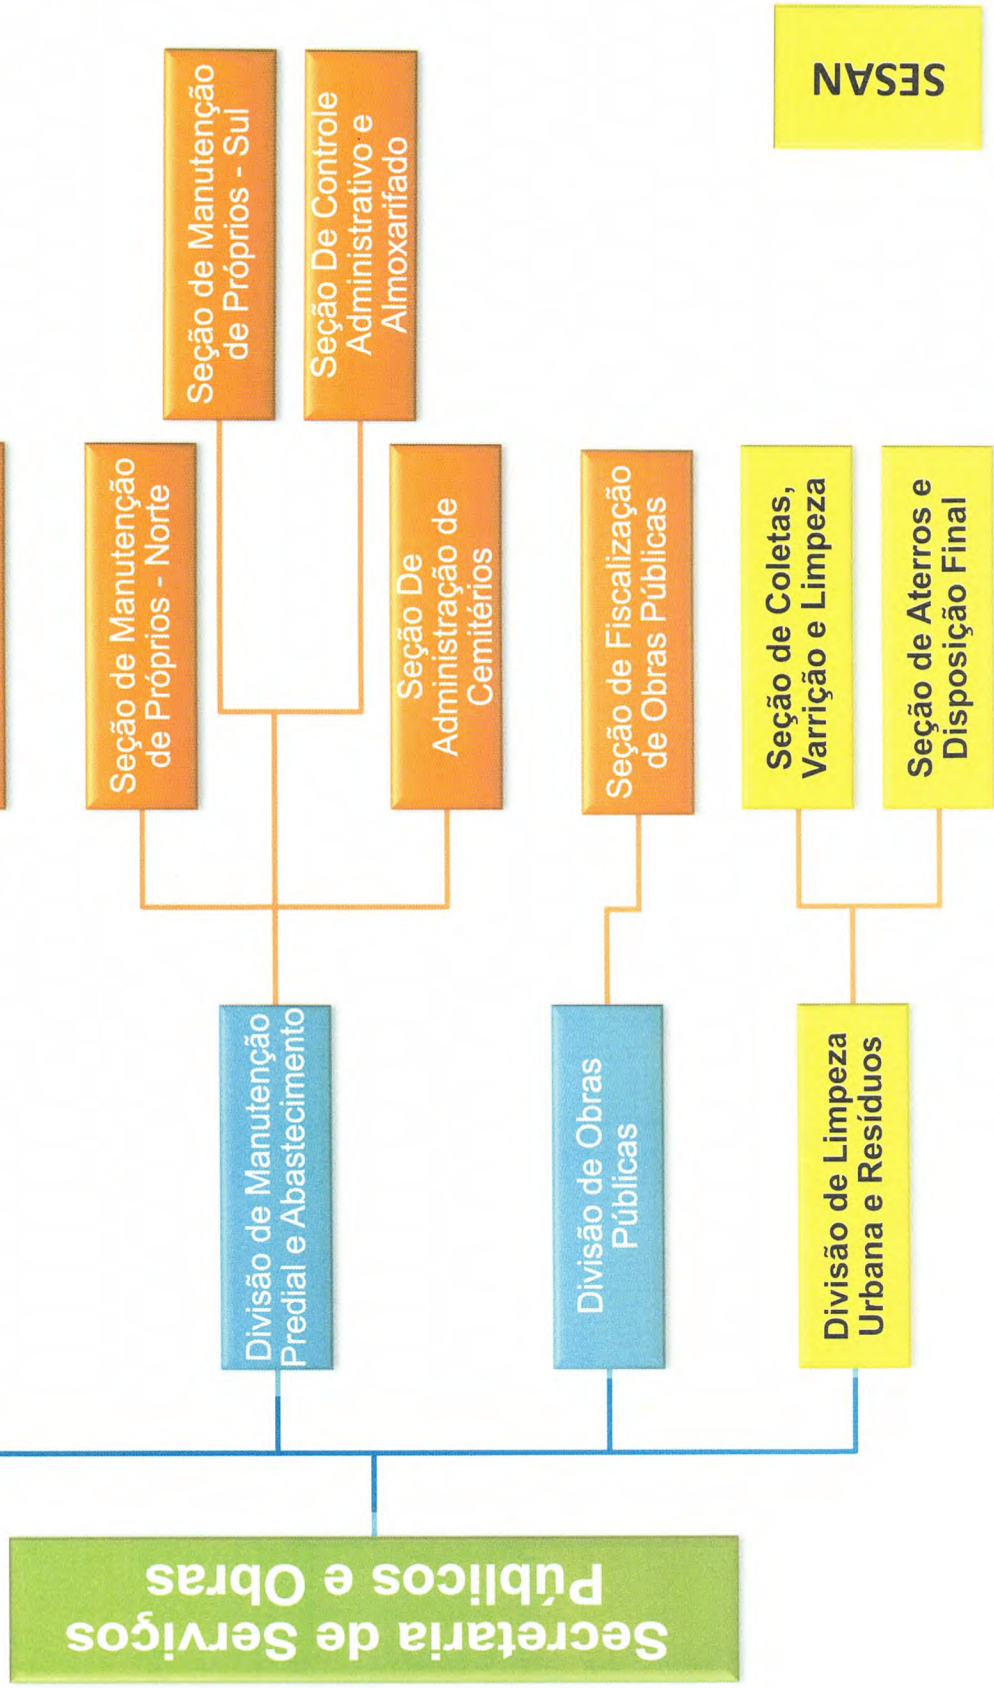 Secretaria de Serviços
Públicos e Obras
Divisão de Manutenção
Predial e Abastecimento
Seção de Manutenção
de Próprios - Norte
Seção de Manutenção
de Próprios - Sul
Seção De Controle
Administrativo e
Almoxarifado
Seção De
Administração de
Cemitérios
Divisão de Obras
Públicas
Seção de Fiscalização
de Obras Públicas
Divisão de Limpeza
Urbana e Resíduos
Seção de Coletas,
Varrição e Limpeza
Seção de Aterros e
Disposição Final
SESAN